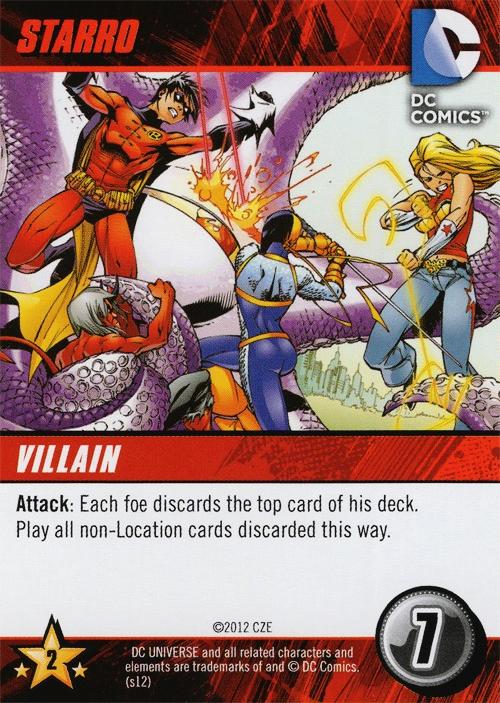 STARRO
DC
COMICS™
VILLAIN
Attack: Each foe discards the top card of his deck.
Play all non-Location cards discarded this way.
©2012 CZE
2
DC UNIVERSE and all related characters and
elements are trademarks of and © DC Comics.
(s12)
7